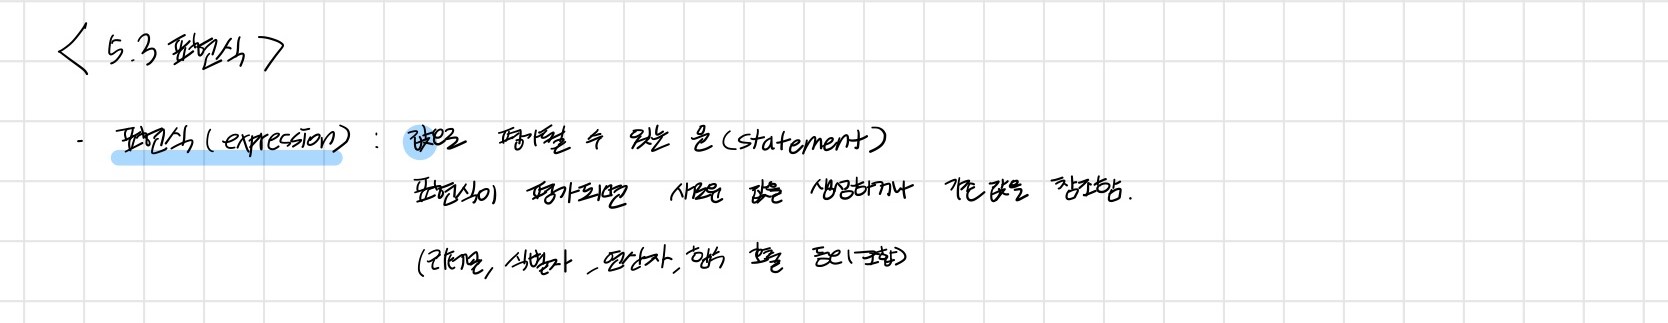 < 5.3 표현식 >
- 표현식 (expression) : 값으로 평가될 수 있는 문(statement)
표현식이 평가되면 새로운 값을 생성하거나 기존 값을 참조함.
(리터럴, 식별자, 연산자, 함수 호출 등의 조합)